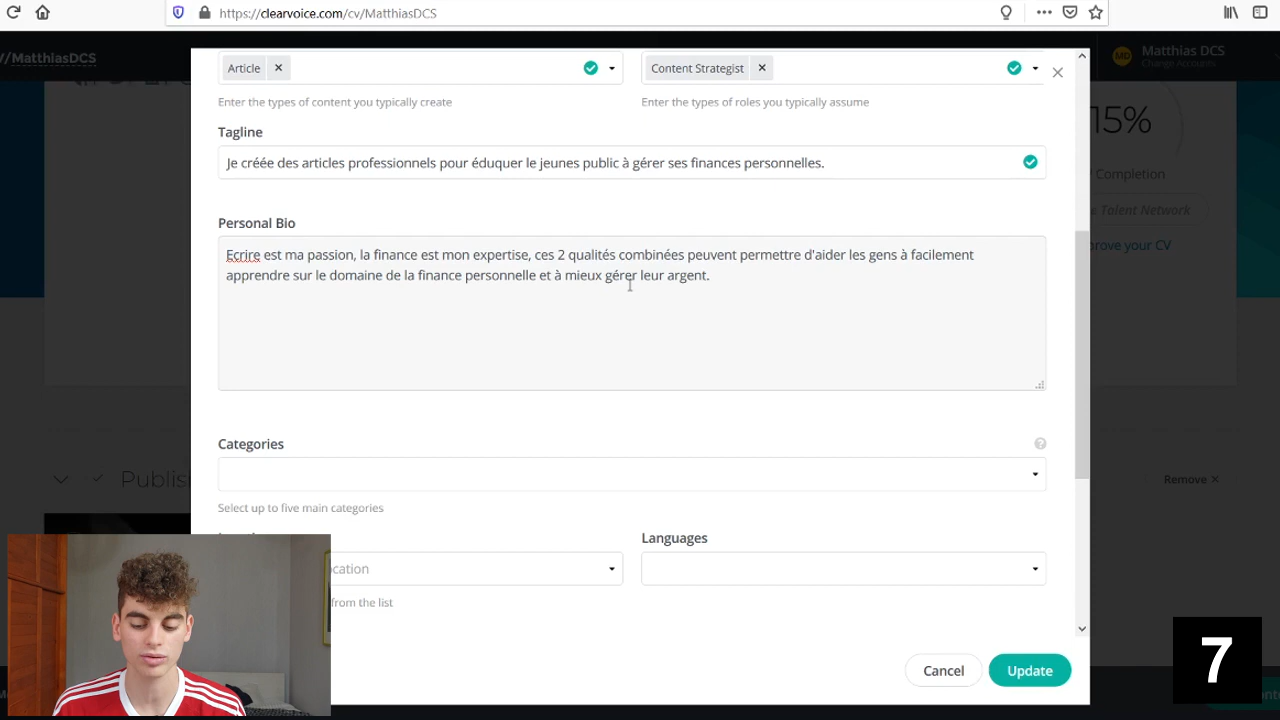 https://clearvoice.com/cv/MatthiasDCS
/MatthiasDCS
Matthias DCS
Change Accounts
Article ×
Content Strategist ×
Enter the types of content you typically create
Enter the types of roles you typically assume
15%
Completion
Tagline
Je créée des articles professionnels pour éduquer le jeunes public à gérer ses finances personnelles.
Talent Network
your CV
Personal Bio
Ecrire est ma passion, la finance est mon expertise, ces 2 qualités combinées peuvent permettre d'aider les gens à facilement
apprendre sur le domaine de la finance personnelle et à mieux gérer leur argent.
Categories
Select up to five main categories
Remove ×
Languages
from the list
Cancel
Update
7